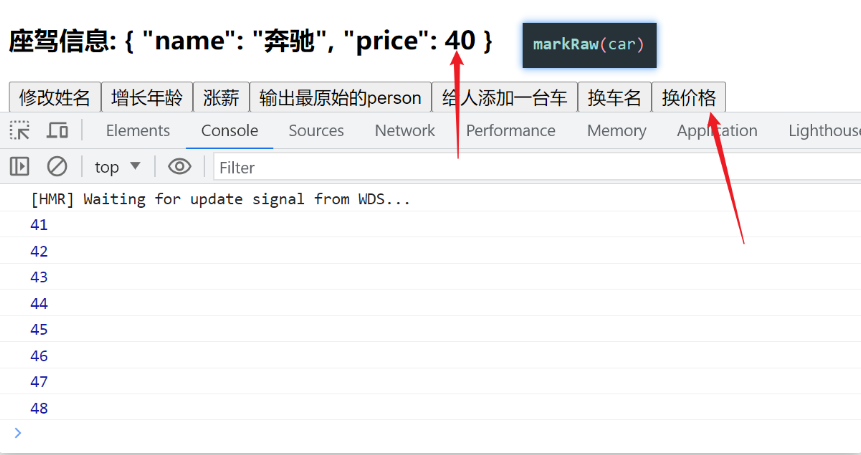 座驾信息: { "name": "奔驰", "price": 40 }
markRaw(car)
修改姓名 增长年龄 涨薪 输出最原始的person 给人添加一台车 换车名 换价格
Elements Console Sources Network Performance Memory Application Lighthouse
top Filter
[HMR] Waiting for update signal from WDS...
41
42
43
44
45
46
47
48